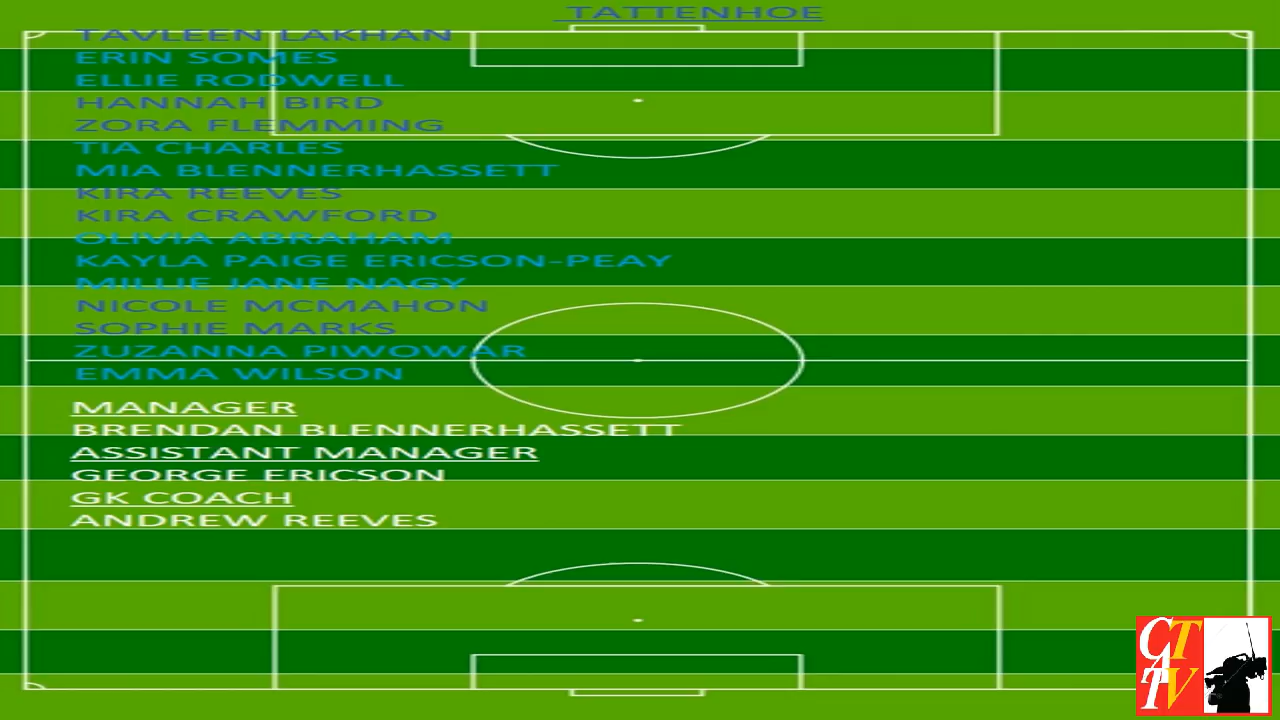 TATTENHOE
TAVLEEN LAKHAN
ERIN SOMES
ELLIE RODWELL
HANNAH BIRD
ZORA FLEMMING
TIA CHARLES
MIA BLENNERHASSETT
KIRA REEVES
KIRA CRAWFORD
OLIVIA ABRAHAM
KAYLA PAIGE ERICSON-PEAY
MILLIE JANE NAGY
NICOLE MCMAHON
SOPHIE MARKS
ZUZANNA PIWOWAR
EMMA WILSON
MANAGER
BRENDAN BLENNERHASSETT
ASSISTANT MANAGER
GEORGE ERICSON
GK COACH
ANDREW REEVES
CTA TV